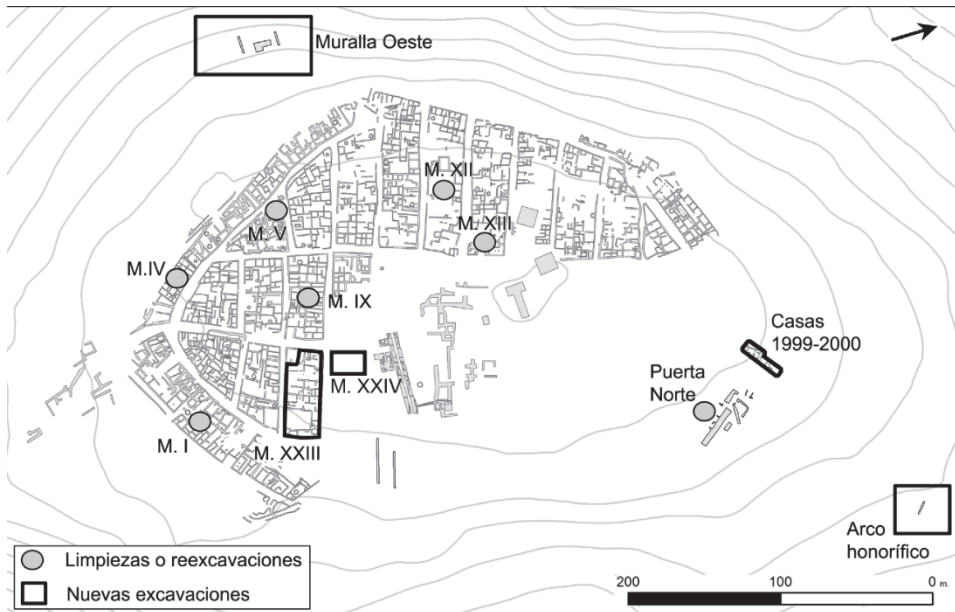 Muralla Oeste
M. XII
M. V
M. XIII
M.IV
M. IX
M. XXIV
Casas
1999-2000
Puerta
Norte
M. I
M. XXIII
Arco
honorífico
Limpiezas o reexcavaciones
Nuevas excavaciones
200
100
0 m.